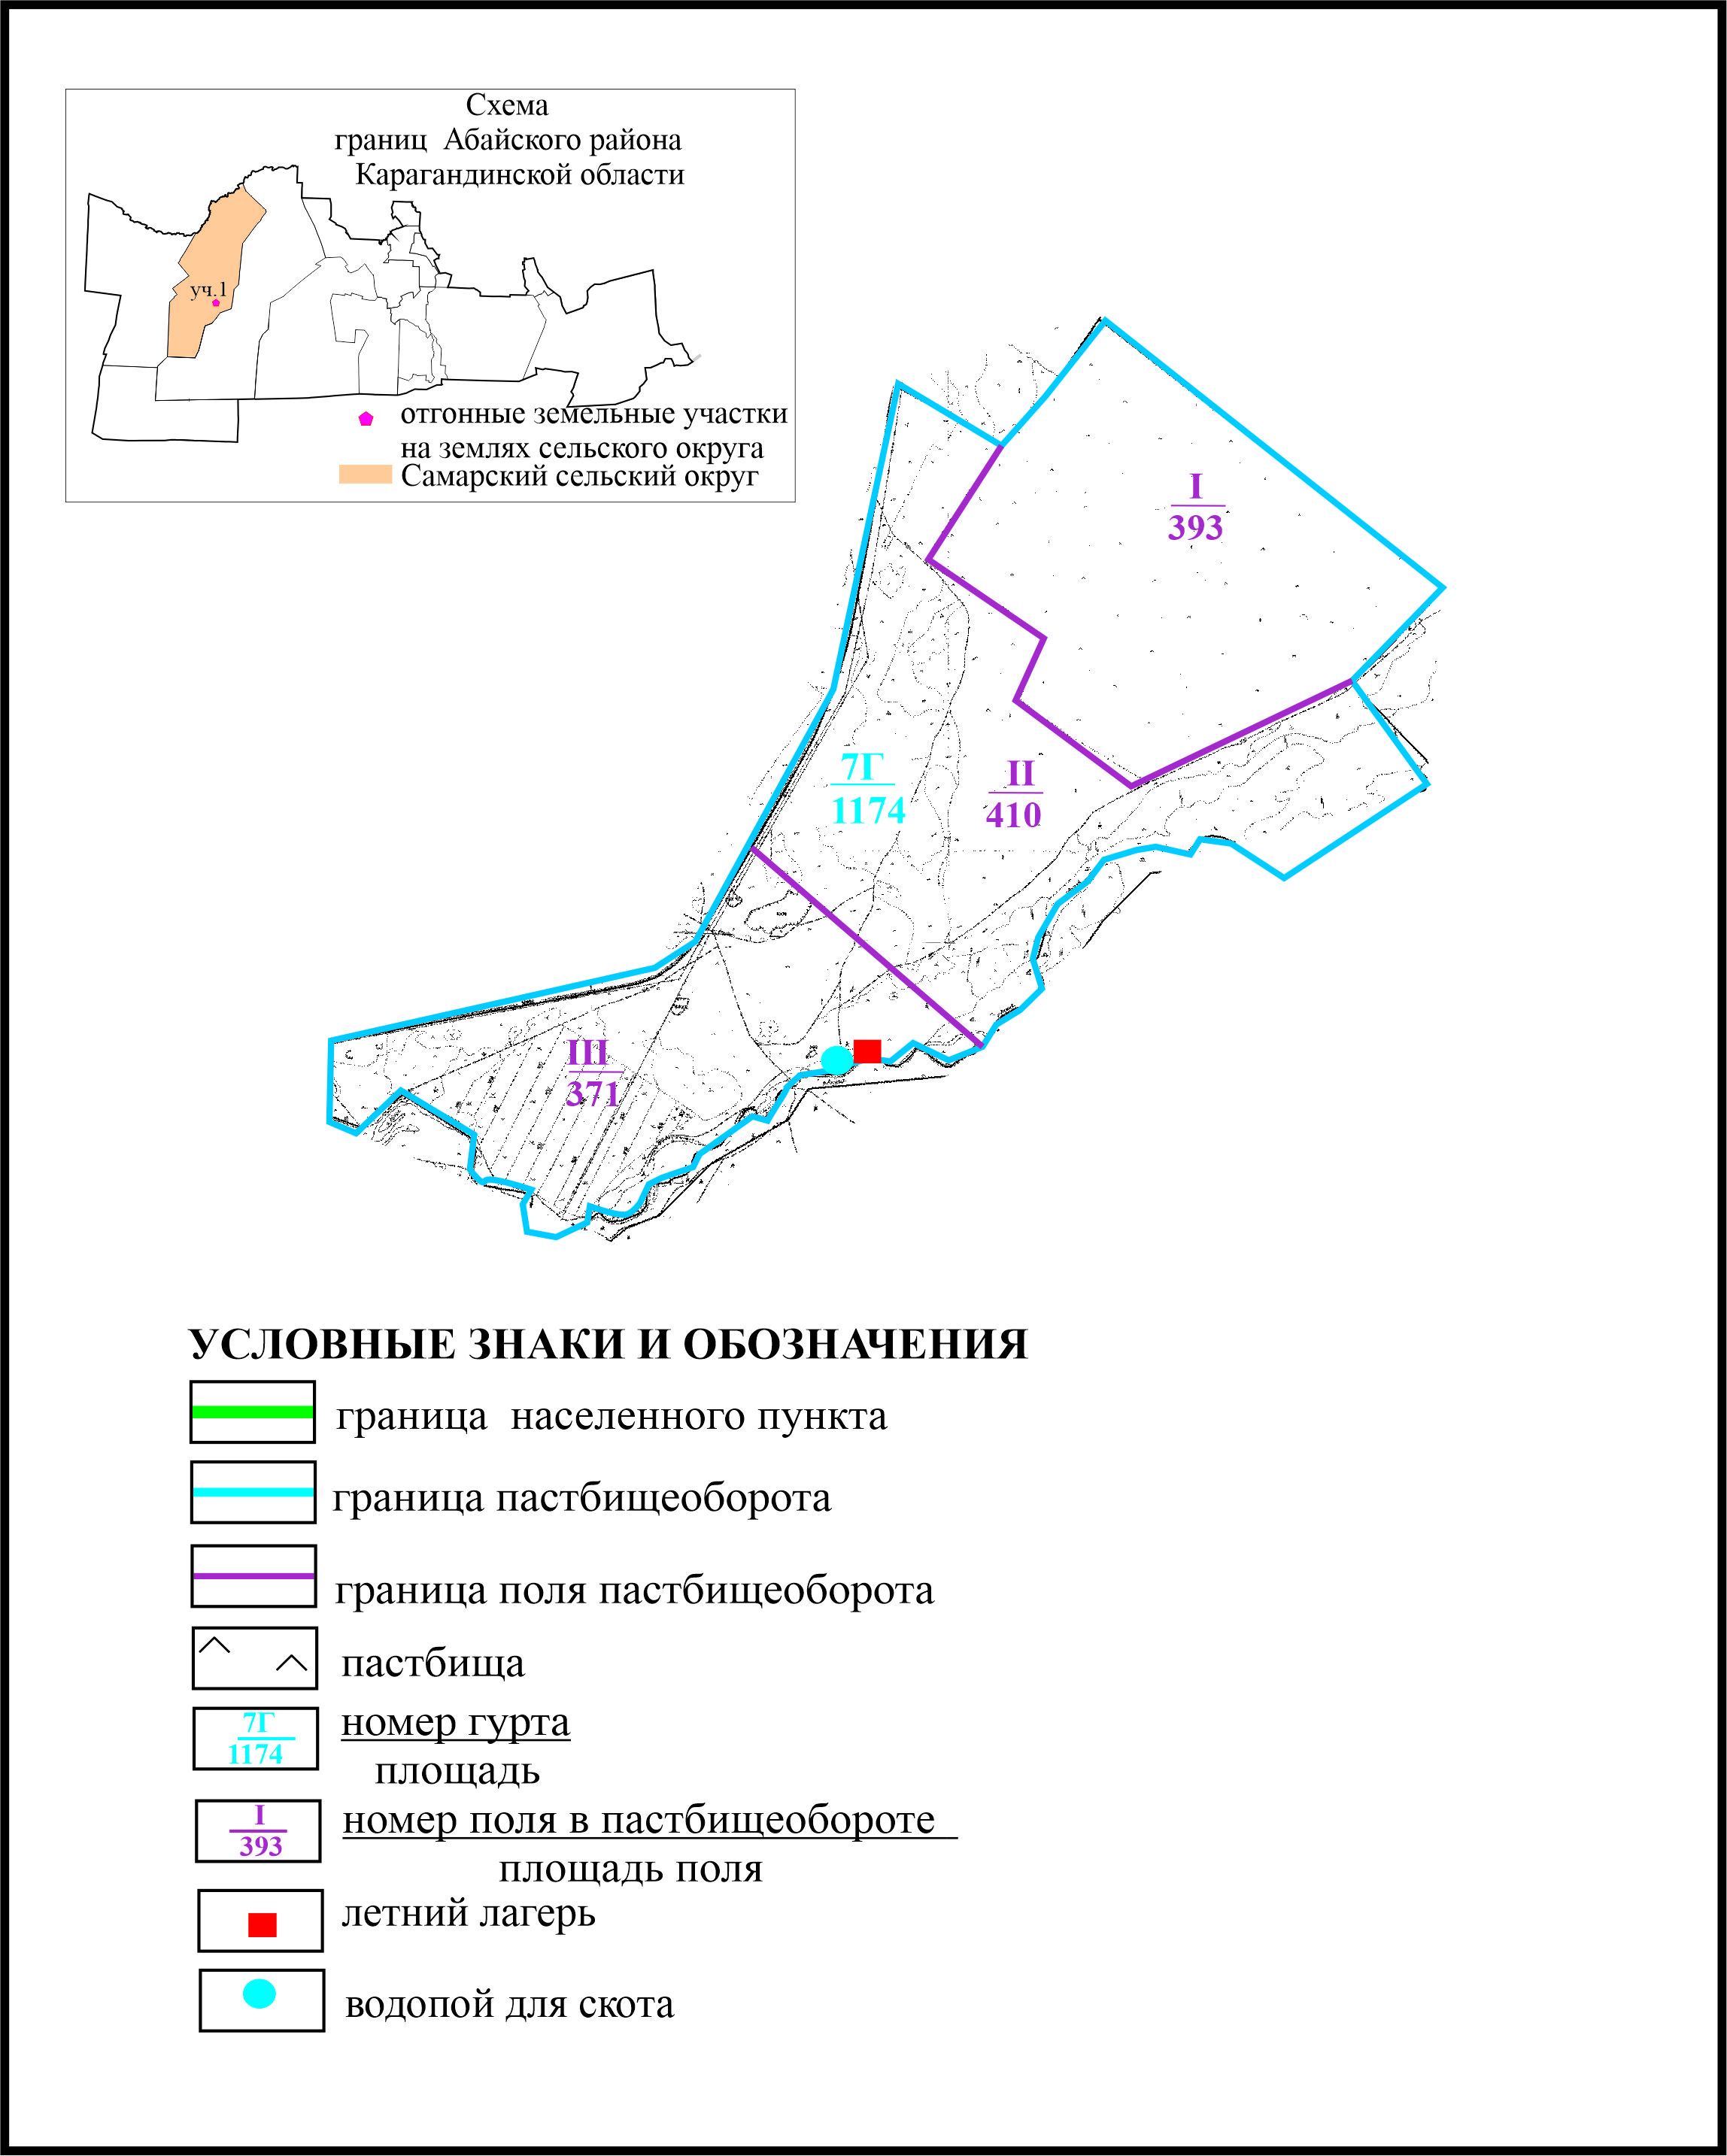 Схема
границ Абайского района
Карагандинской области
уч.1
отгонные земельные участки
на землях сельского округа
Самарский сельский округ
I
393
7Г
1174
II
410
III
371
УСЛОВНЫЕ ЗНАКИ И ОБОЗНАЧЕНИЯ
граница населенного пункта
граница пастбищеоборота
граница поля пастбищеоборота
пастбища
7Г
1174
номер гурта
площадь
I
393
номер поля в пастбищеобороте
площадь поля
летний лагерь
водопой для скота